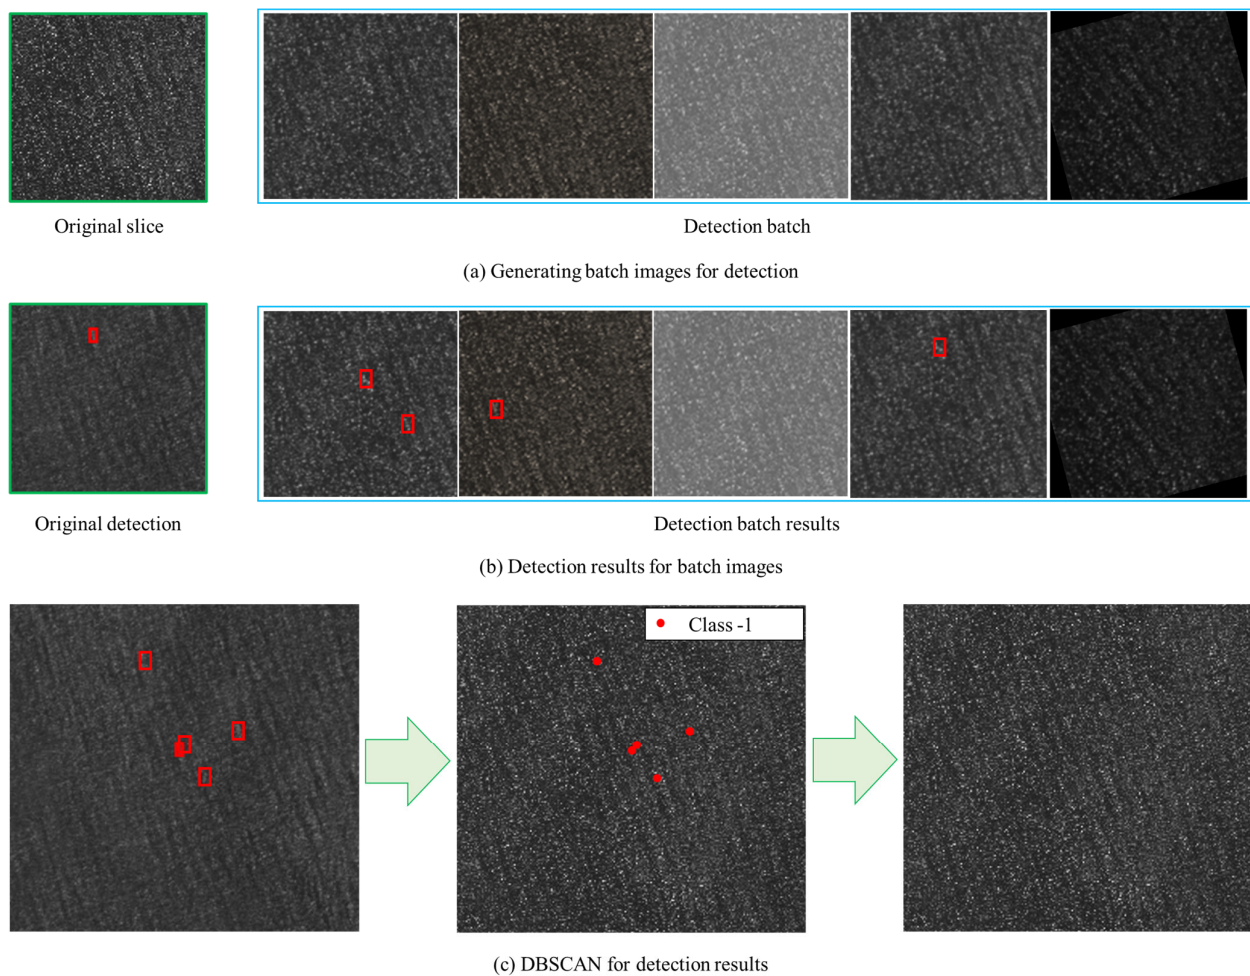 Original slice
Detection batch
(a) Generating batch images for detection
Original detection
Detection batch results
(b) Detection results for batch images
Class -1
(c) DBSCAN for detection results